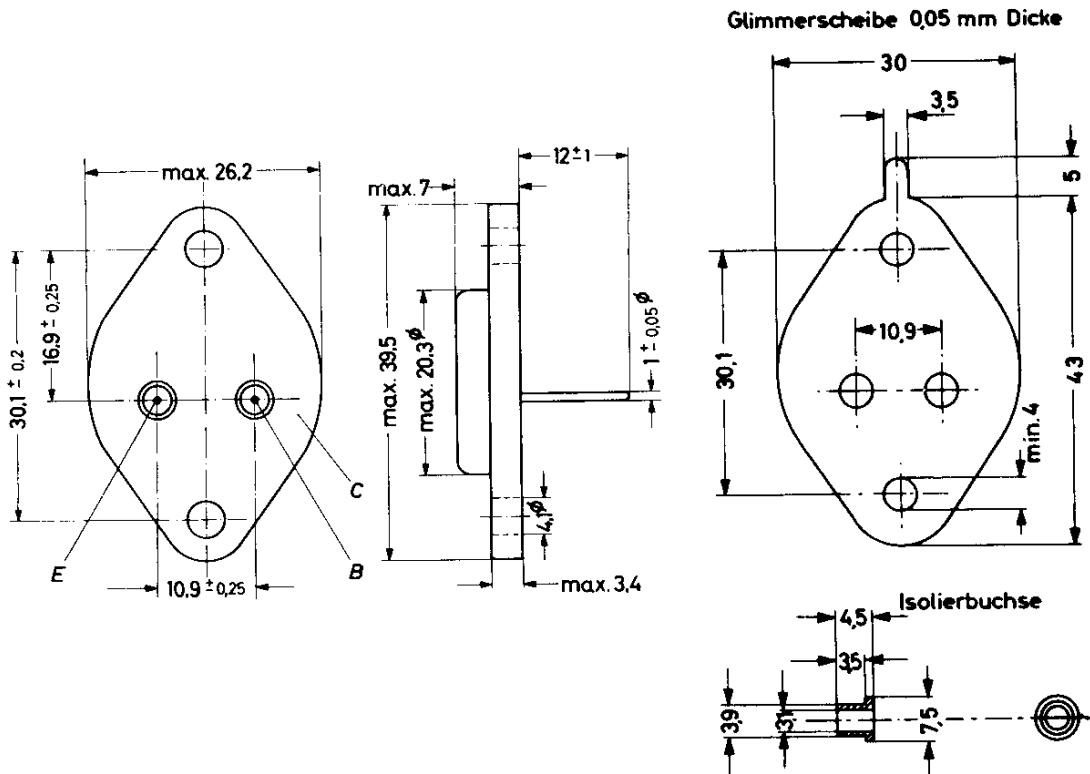 Glimmerscheibe 0,05 mm Dicke
30
3,5
5
43
30,1
10,9
min. 4
max. 26,2
30,1 ± 0,2
16,9 ± 0,25
E
B
C
10,9 ± 0,25
12 ± 1
max. 7
max. 39,5
max. 20,3 ϕ
1 ± 0,05 ϕ
4,1 ϕ
max. 3,4
Isolierbuchse
4,5
3,5
3,9
3,1
7,5